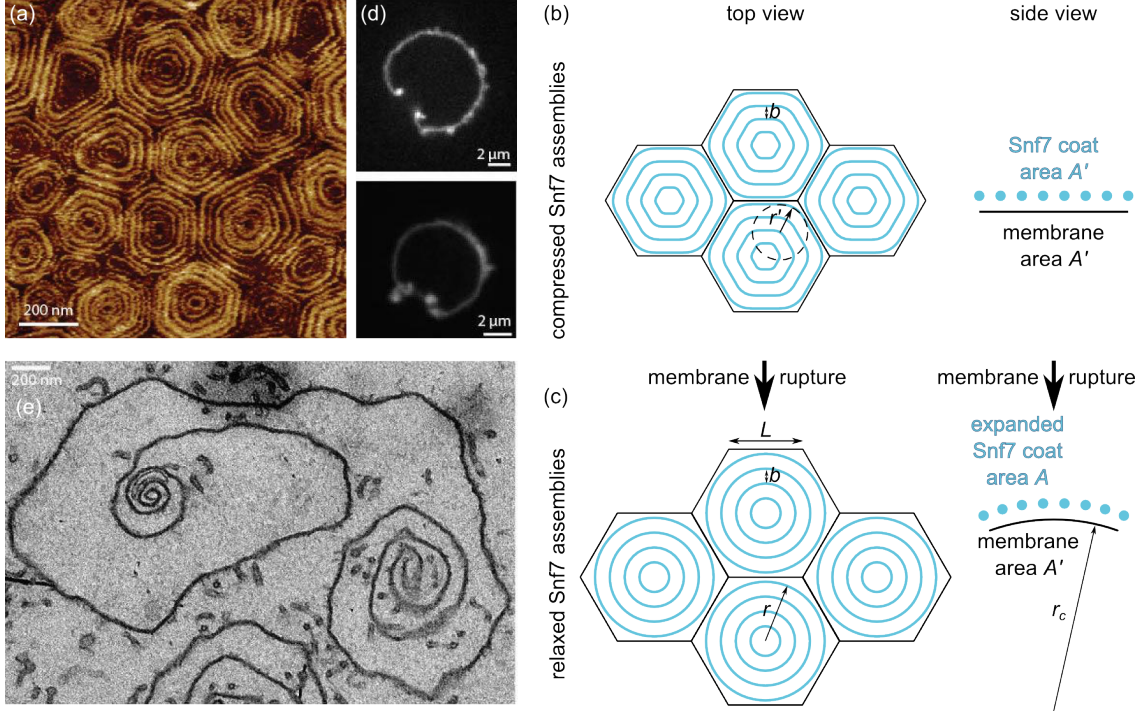 (a)
200 nm
(d)
2 μm
2 μm
200 nm
(e)
(b)
top view
side view
compressed Snf7 assemblies
b
r'
Snf7 coat
area A'
membrane
area A'
membrane rupture
membrane rupture
(c)
relaxed Snf7 assemblies
L
b
r
expanded
Snf7 coat
area A
membrane
area A'
r_c